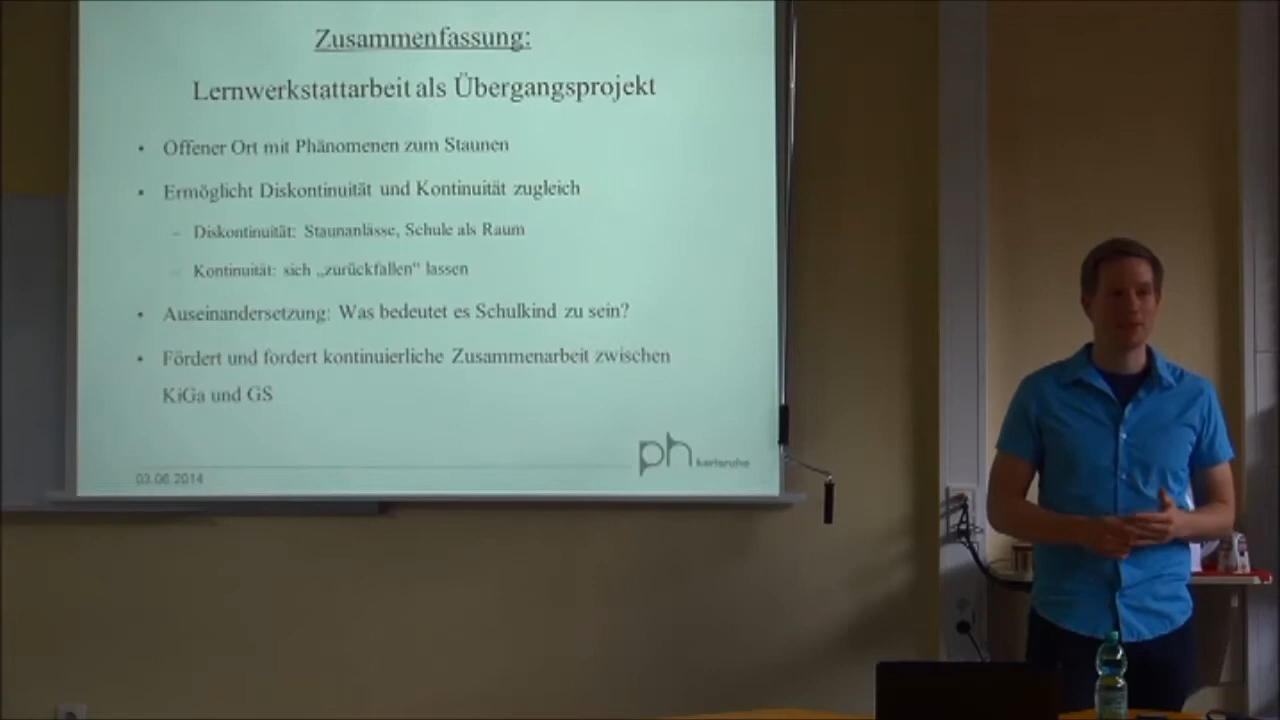 Zusammenfassung:
Lernwerkstattarbeit als Übergangsprojekt
• Offener Ort mit Phänomenen zum Staunen
• Ermöglicht Diskontinuität und Kontinuität zugleich
– Diskontinuität: Staunanlässe, Schule als Raum
– Kontinuität: sich „zurückfallen“ lassen
• Auseinandersetzung: Was bedeutet es Schulkind zu sein?
• Fördert und fordert kontinuierliche Zusammenarbeit zwischen
KiGa und GS
ph karlsruhe
03.06.2014